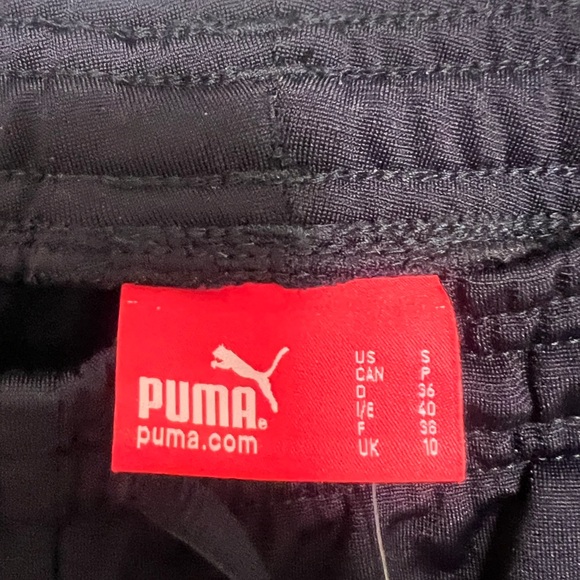 PUMA®
puma.com
US S
CAN P
D 36
I/E 40
F 38
UK 10